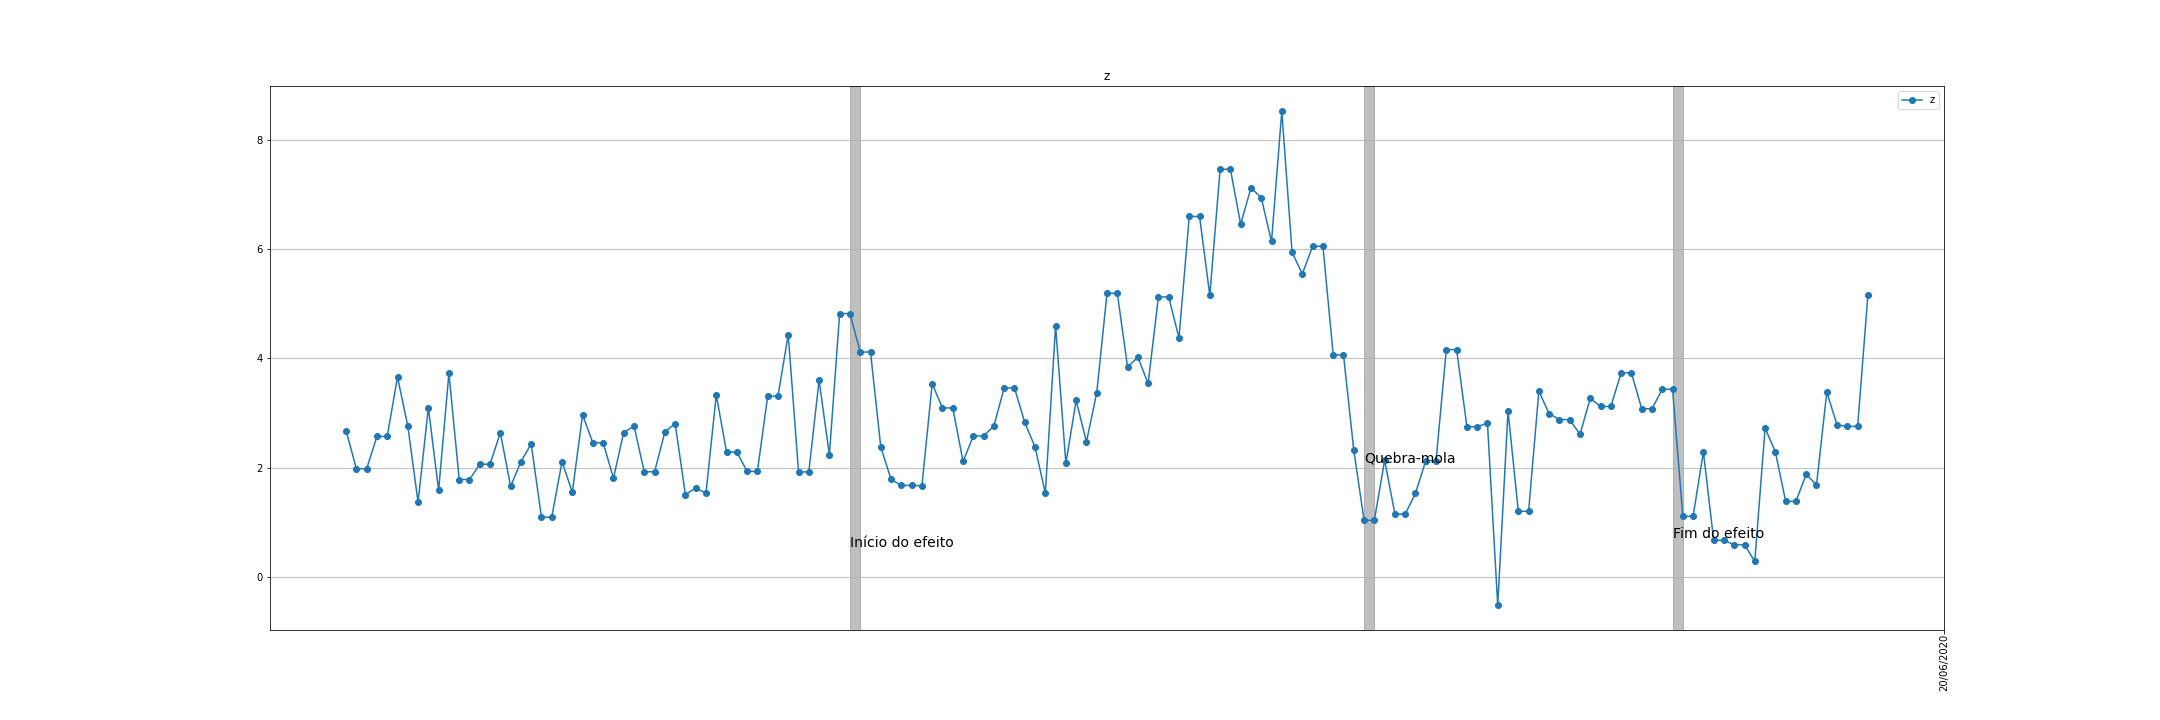 z
z
8
6
4
2
0
Quebra-mola
Início do efeito
Fim do efeito
20/06/2020